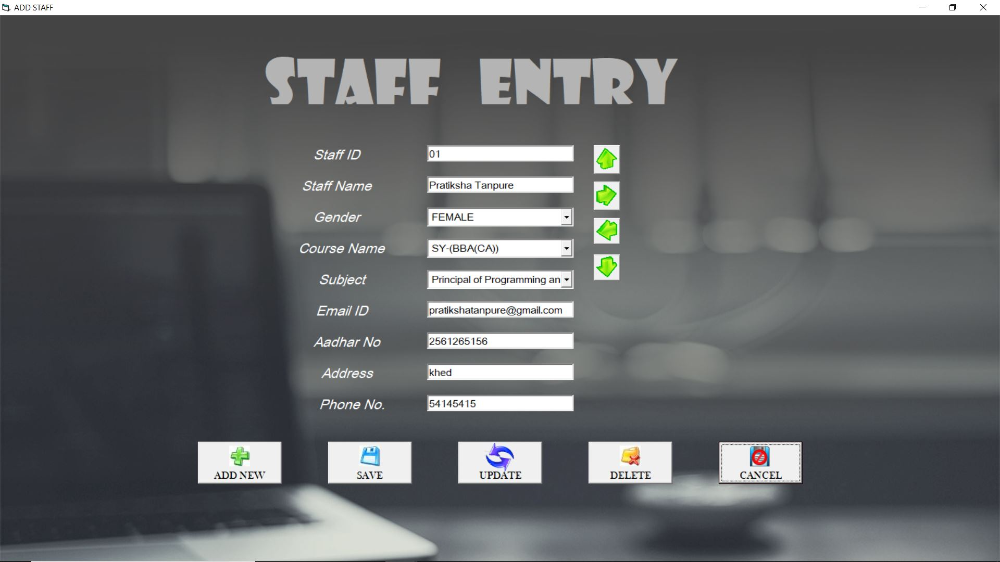 ADD STAFF
STAFF ENTRY
Staff ID 01
Staff Name Pratiksha Tanpure
Gender FEMALE
Course Name SY-(BBA(CA))
Subject Principal of Programming an
Email ID pratikshatanpure@gmail.com
Aadhar No 2561265156
Address khed
Phone No. 54145415
ADD NEW SAVE UPDATE DELETE CANCEL